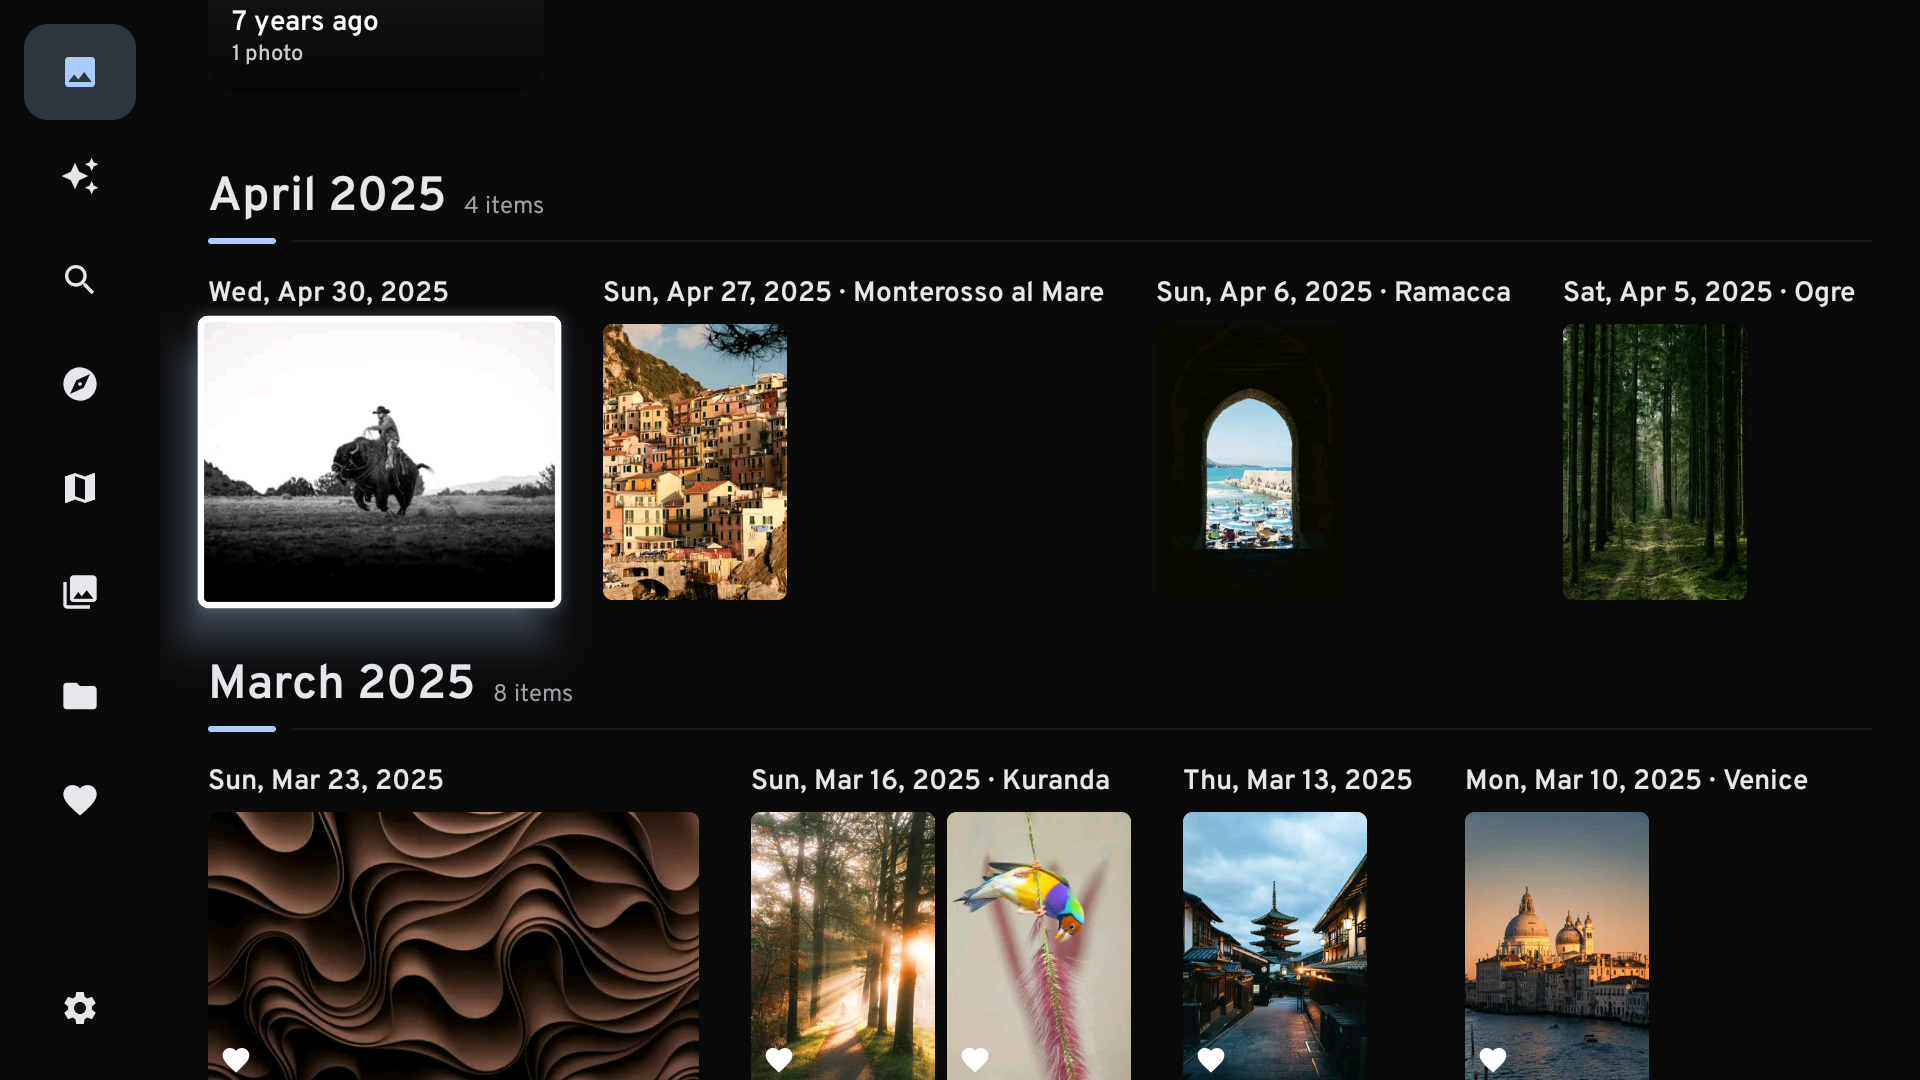 7 years ago
1 photo
April 2025 4 items
Wed, Apr 30, 2025
Sun, Apr 27, 2025 · Monterosso al Mare
Sun, Apr 6, 2025 · Ramacca
Sat, Apr 5, 2025 · Ogre
March 2025 8 items
Sun, Mar 23, 2025
Sun, Mar 16, 2025 · Kuranda
Thu, Mar 13, 2025
Mon, Mar 10, 2025 · Venice